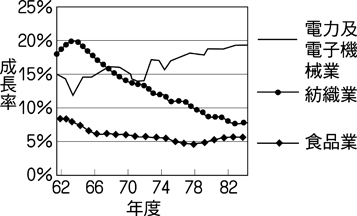 25%
20%
15%
10%
5%
0%
成長率
62 66 70 74 78 82
年度
電力及
電子機
械業
紡織業
食品業